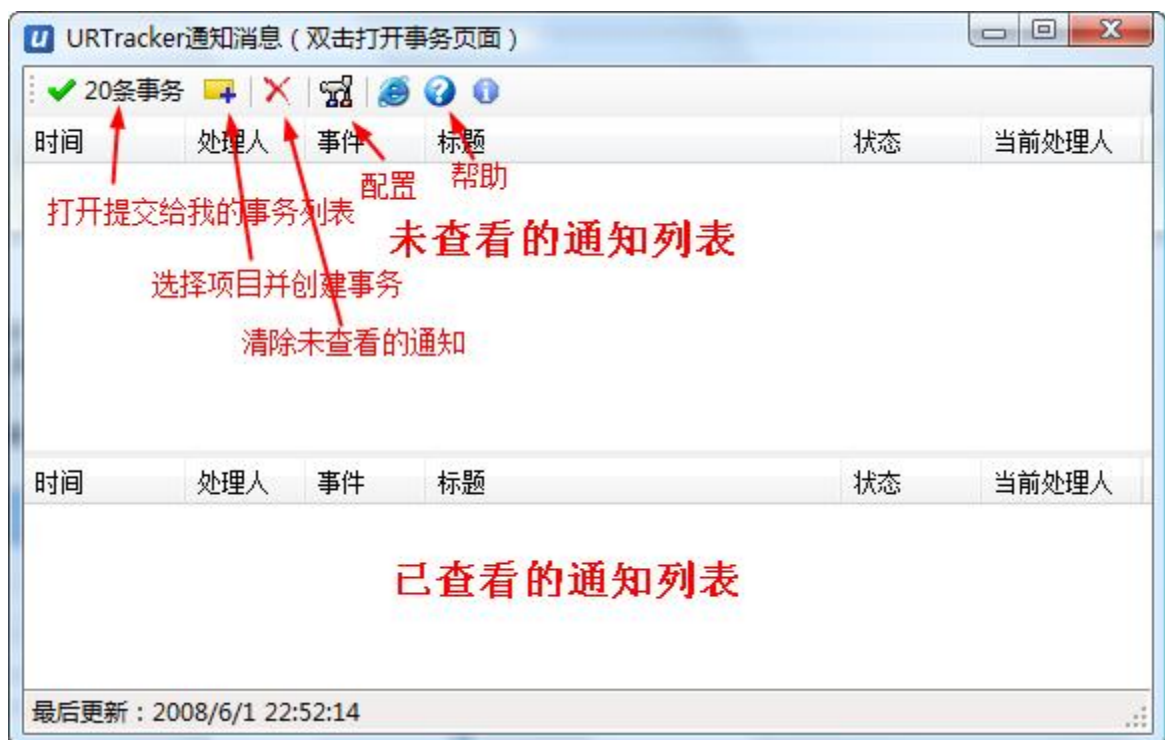 URTracker通知消息（双击打开事务页面）
20条事务
时间 处理人 事件 标题 状态 当前处理人
配置 帮助
打开提交给我的事务列表
未查看的通知列表
选择项目并创建事务
清除未查看的通知
时间 处理人 事件 标题 状态 当前处理人
已查看的通知列表
最后更新：2008/6/1 22:52:14